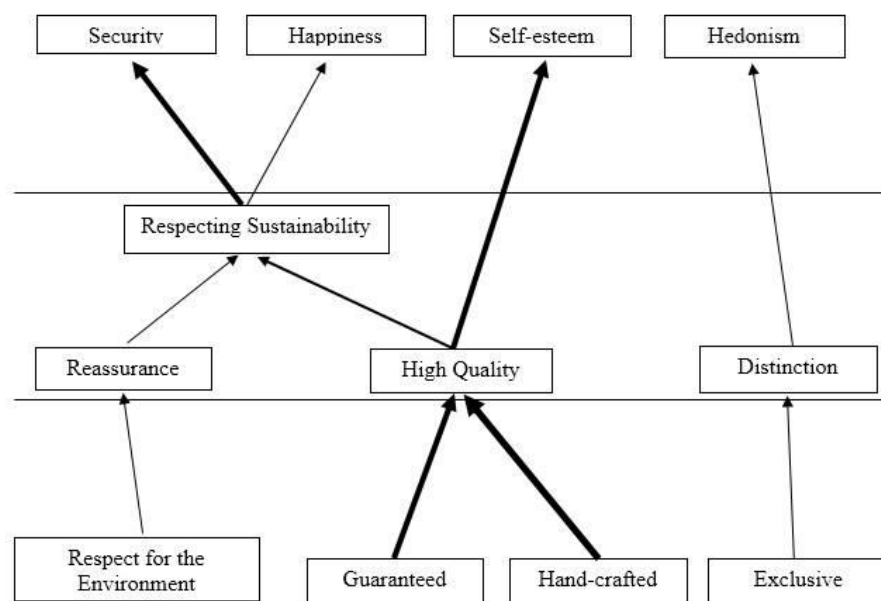 Security
Happiness
Self-esteem
Hedonism
Respecting Sustainability
Reassurance
High Quality
Distinction
Respect for the
Environment
Guaranteed
Hand-crafted
Exclusive